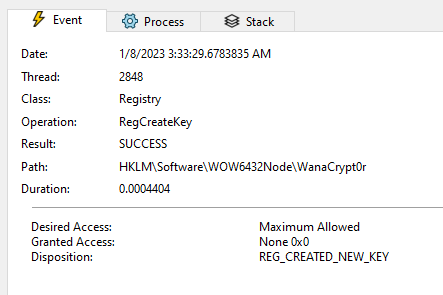 Event Process Stack
Date: 1/8/2023 3:33:29.6783835 AM
Thread: 2848
Class: Registry
Operation: RegCreateKey
Result: SUCCESS
Path: HKLM\Software\WOW6432Node\WanaCrypt0r
Duration: 0.0004404
Desired Access: Maximum Allowed
Granted Access: None 0x0
Disposition: REG_CREATED_NEW_KEY